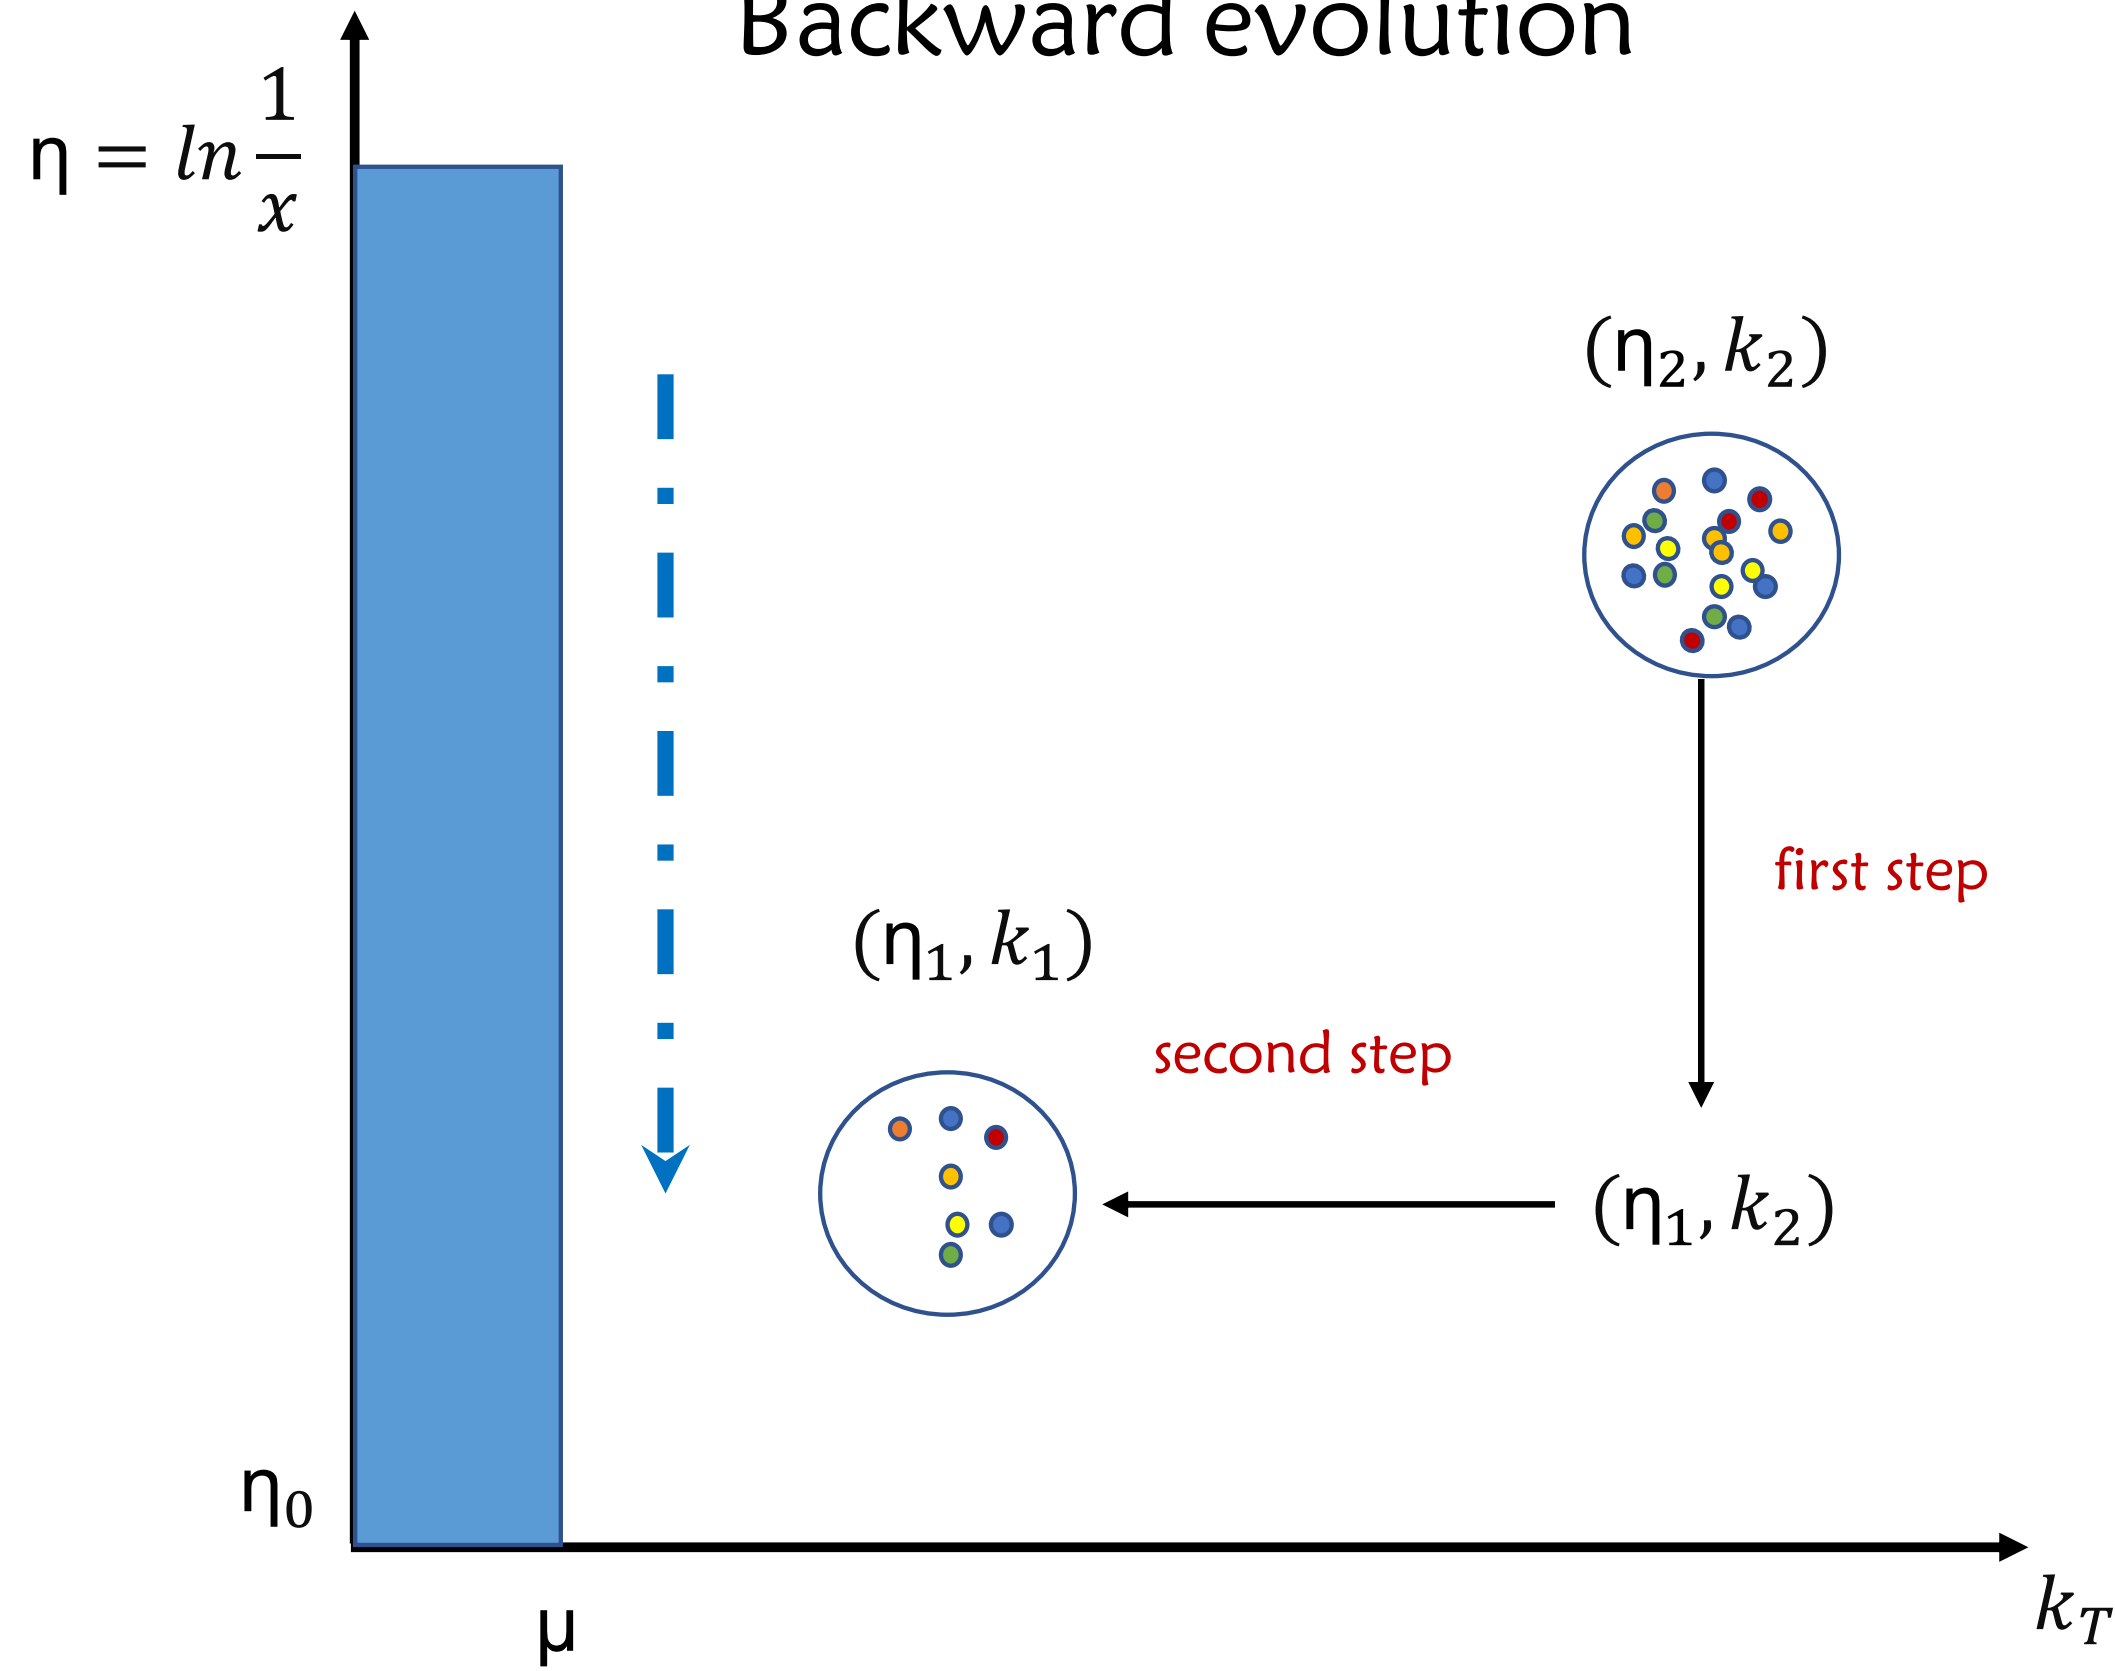 Backward evolution
η = ln 1/x
(η₂, k₂)
first step
(η₁, k₁)
second step
(η₁, k₂)
η₀
k_T
μ